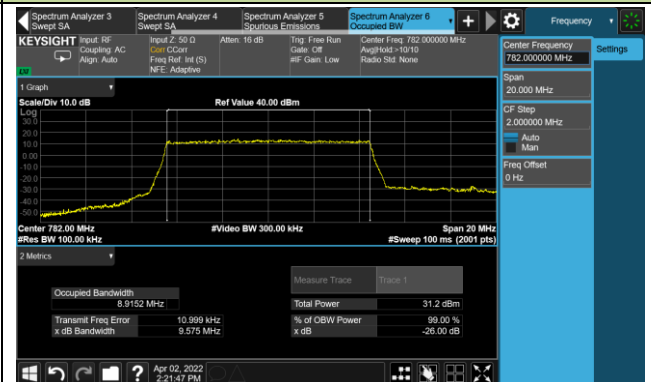 Spectrum Analyzer 3 Swept SA
Spectrum Analyzer 4 Swept SA
Spectrum Analyzer 5 Spurious Emissions
Spectrum Analyzer 6 Occupied BW
Frequency
KEYSIGHT
Input: RF
Coupling: AC
Align: Auto
Input Z: 50 Ω
Corr CCorr
Freq Ref: Int (S)
NFE: Adaptive
Atten: 16 dB
Trig: Free Run
Gate: Off
#IF Gain: Low
Center Freq: 782.000000 MHz
Avg|Hold:>10/10
Radio Std: None
Center Frequency
782.000000 MHz
Settings
Span
20.000 MHz
CF Step
2.000000 MHz
Auto
Man
Freq Offset
0 Hz
1 Graph
Scale/Div 10.0 dB
Ref Value 40.00 dBm
Log
30.0
20.0
10.0
0.00
-10.0
-20.0
-30.0
-40.0
-50.0
Center 782.00 MHz
#Video BW 300.00 kHz
Span 20 MHz
#Res BW 100.00 kHz
#Sweep 100 ms (2001 pts)
2 Metrics
Measure Trace
Trace 1
Occupied Bandwidth
8.9152 MHz
Total Power
31.2 dBm
Transmit Freq Error
10.999 kHz
% of OBW Power
99.00 %
x dB Bandwidth
9.575 MHz
x dB
-26.00 dB
Apr 02, 2022
2:21:47 PM